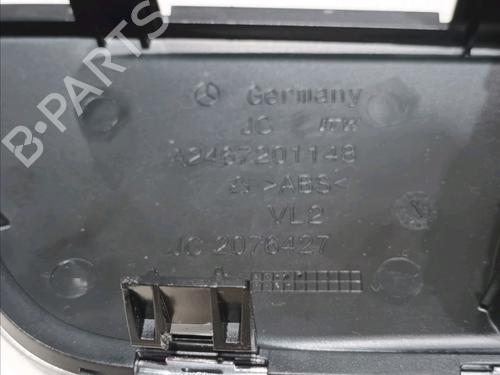 Germany
JC
A2467201148
>ABS<
VL2
JC 2076427
B-PARTS